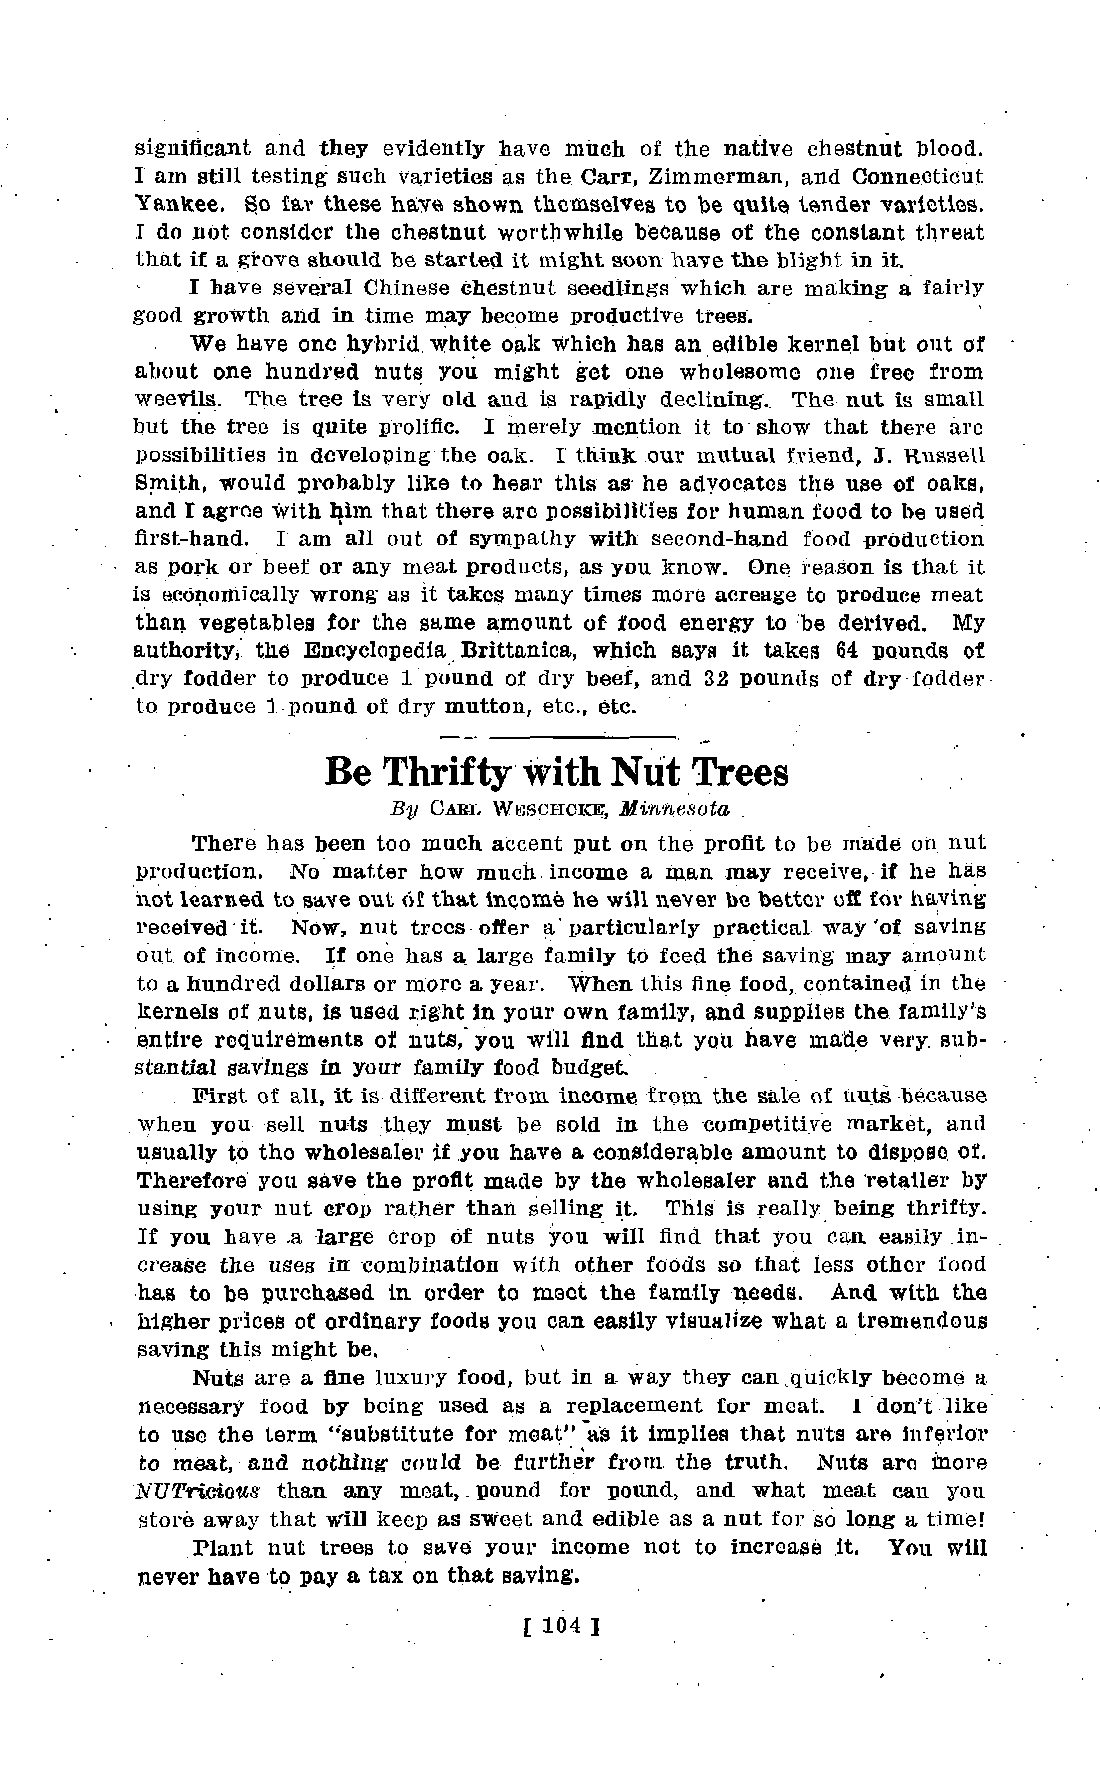 significant and they evidently have much of the native chestnut blood.
I am still testing such varieties as the Carr, Zimmerman, and Connecticut
Yankee. So far these have shown themselves to be quite tender varieties.
I do not consider the chestnut worthwhile because of the constant threat
that if a grove should be started it might soon have the blight in it.
I have several Chinese chestnut seedlings which are making a fairly
good growth and in time may become productive trees.
We have one hybrid white oak which has an edible kernel but out of
about one hundred nuts you might get one wholesome one free from
weevils. The tree is very old and is rapidly declining. The nut is small
but the tree is quite prolific. I merely mention it to show that there are
possibilities in developing the oak. I think our mutual friend, J. Russell
Smith, would probably like to hear this as he advocates the use of oaks,
and I agree with him that there are possibilities for human food to be used
first-hand. I am all out of sympathy with second-hand food production
as pork or beef or any meat products, as you know. One reason is that it
is economically wrong as it takes many times more acreage to produce meat
than vegetables for the same amount of food energy to be derived. My
authority, the Encyclopedia Brittanica, which says it takes 64 pounds of
dry fodder to produce 1 pound of dry beef, and 32 pounds of dry fodder
to produce 1 pound of dry mutton, etc., etc.
Be Thrifty with Nut Trees
By CARL WESCHCKE, Minnesota
There has been too much accent put on the profit to be made on nut
production. No matter how much income a man may receive, if he has
not learned to save out of that income he will never be better off for having
received it. Now, nut trees offer a particularly practical way of saving
out of income. If one has a large family to feed the saving may amount
to a hundred dollars or more a year. When this fine food, contained in the
kernels of nuts, is used right in your own family, and supplies the family's
entire requirements of nuts, you will find that you have made very sub-
stantial savings in your family food budget.
First of all, it is different from income from the sale of nuts because
when you sell nuts they must be sold in the competitive market, and
usually to the wholesaler if you have a considerable amount to dispose of.
Therefore you save the profit made by the wholesaler and the retailer by
using your nut crop rather than selling it. This is really being thrifty.
If you have a large crop of nuts you will find that you can easily in-
crease the uses in combination with other foods so that less other food
has to be purchased in order to meet the family needs. And with the
higher prices of ordinary foods you can easily visualize what a tremendous
saving this might be.
Nuts are a fine luxury food, but in a way they can quickly become a
necessary food by being used as a replacement for meat. I don't like
to use the term "substitute for meat" as it implies that nuts are inferior
to meat, and nothing could be further from the truth. Nuts are more
NUTricious than any meat, pound for pound, and what meat can you
store away that will keep as sweet and edible as a nut for so long a time!
Plant nut trees to save your income not to increase it. You will
never have to pay a tax on that saving.
[ 104 ]